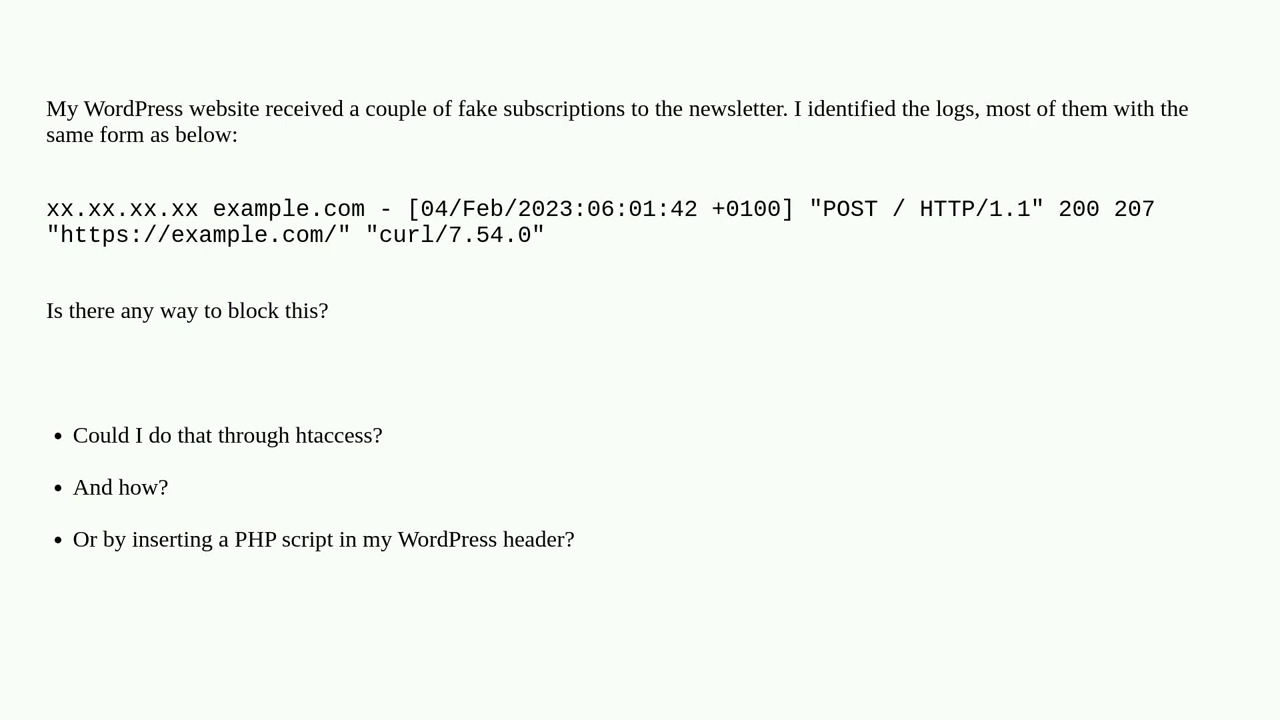 My WordPress website received a couple of fake subscriptions to the newsletter. I identified the logs, most of them with the
same form as below:
xx.xx.xx.xx example.com - [04/Feb/2023:06:01:42 +0100] "POST / HTTP/1.1" 200 207
"https://example.com/" "curl/7.54.0"
Is there any way to block this?
• Could I do that through htaccess?
• And how?
• Or by inserting a PHP script in my WordPress header?